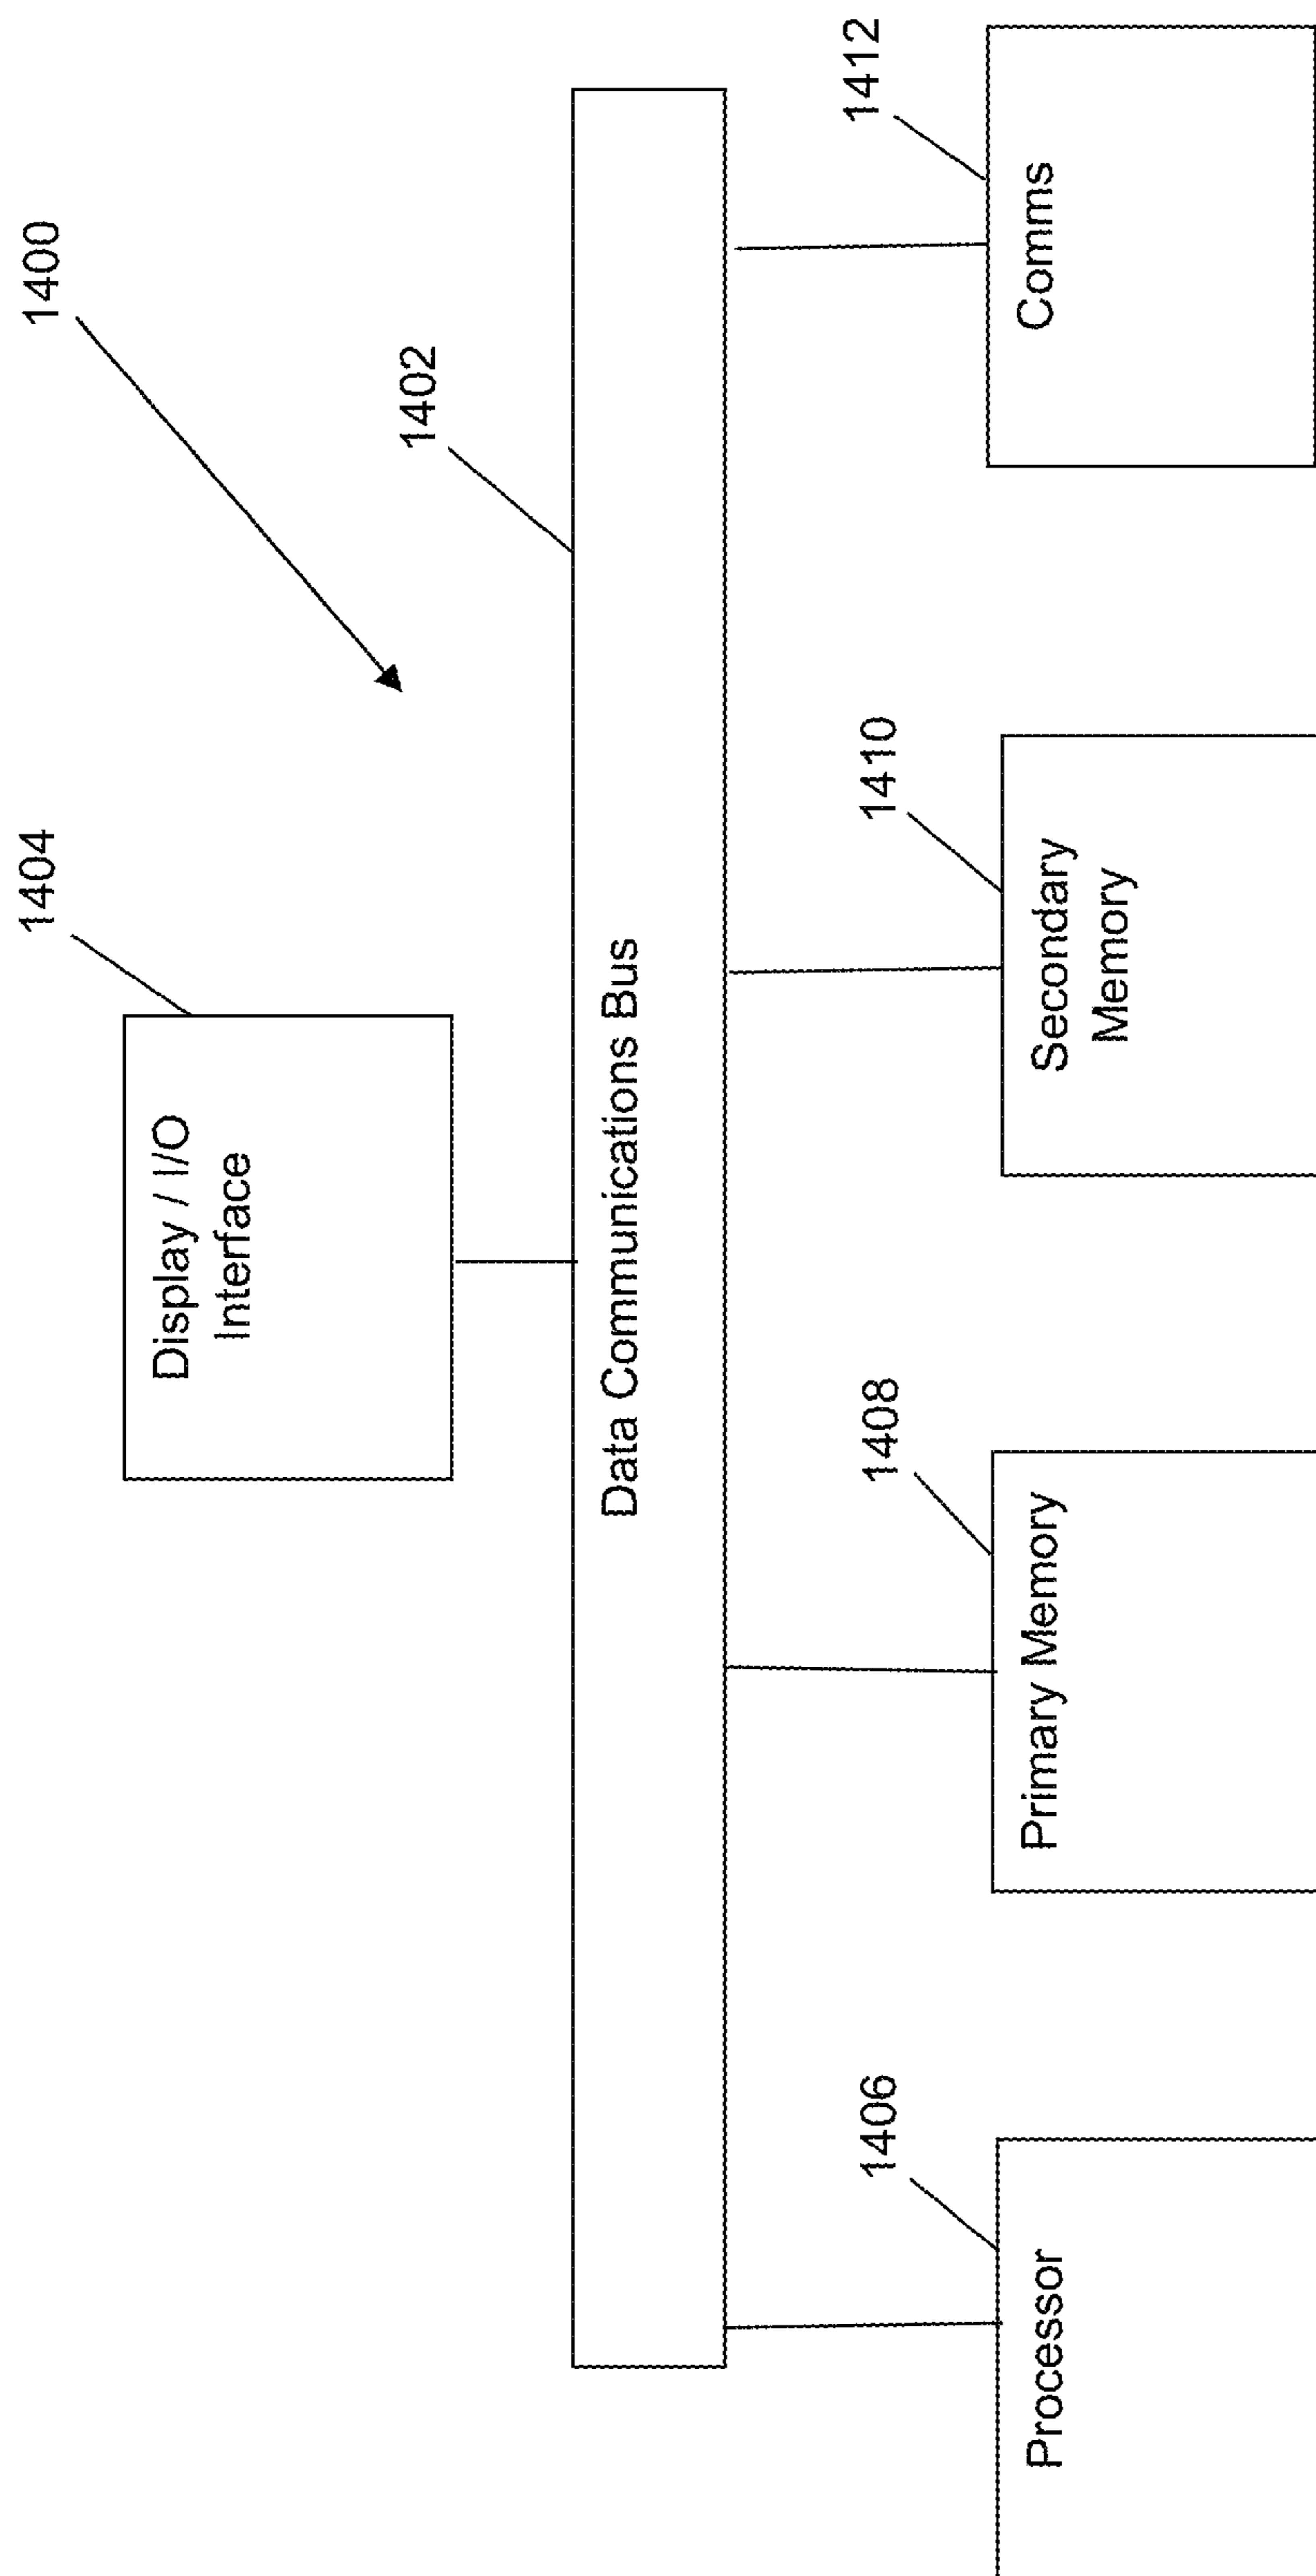 1400
1404
1402
Display / I/O
Interface
Data Communications Bus
1406
1408
1410
1412
Processor
Primary Memory
Secondary
Memory
Comms